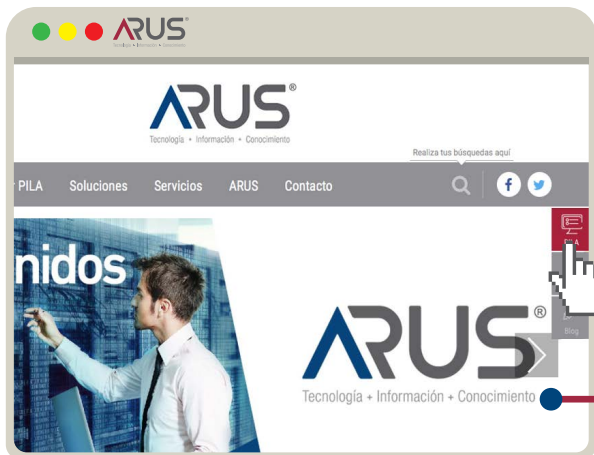 ARUS®
Tecnología + Información + Conocimiento
ARUS®
Tecnología + Información + Conocimiento
Realiza tus búsquedas aquí
PILA Soluciones Servicios ARUS Contacto
f
PILA
nidos
ARUS®
Blog
Tecnología + Información + Conocimiento